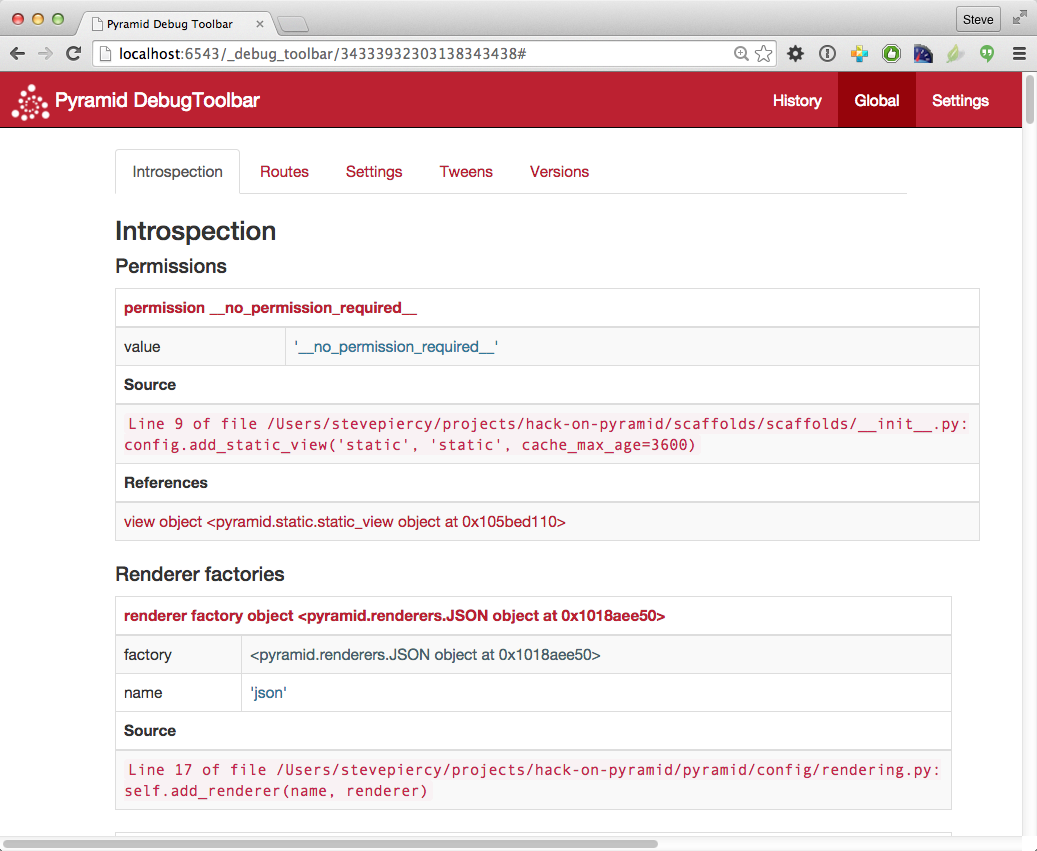 Pyramid Debug Toolbar
Steve
localhost:6543/_debug_toolbar/34333932303138343438#
Pyramid DebugToolbar
History Global Settings
Introspection Routes Settings Tweens Versions
Introspection
Permissions
permission __no_permission_required__
value '__no_permission_required__'
Source
Line 9 of file /Users/stevepiercy/projects/hack-on-pyramid/scaffolds/scaffolds/__init__.py:
config.add_static_view('static', 'static', cache_max_age=3600)
References
view object <pyramid.static.static_view object at 0x105bed110>
Renderer factories
renderer factory object <pyramid.renderers.JSON object at 0x1018aee50>
factory <pyramid.renderers.JSON object at 0x1018aee50>
name 'json'
Source
Line 17 of file /Users/stevepiercy/projects/hack-on-pyramid/pyramid/config/rendering.py:
self.add_renderer(name, renderer)